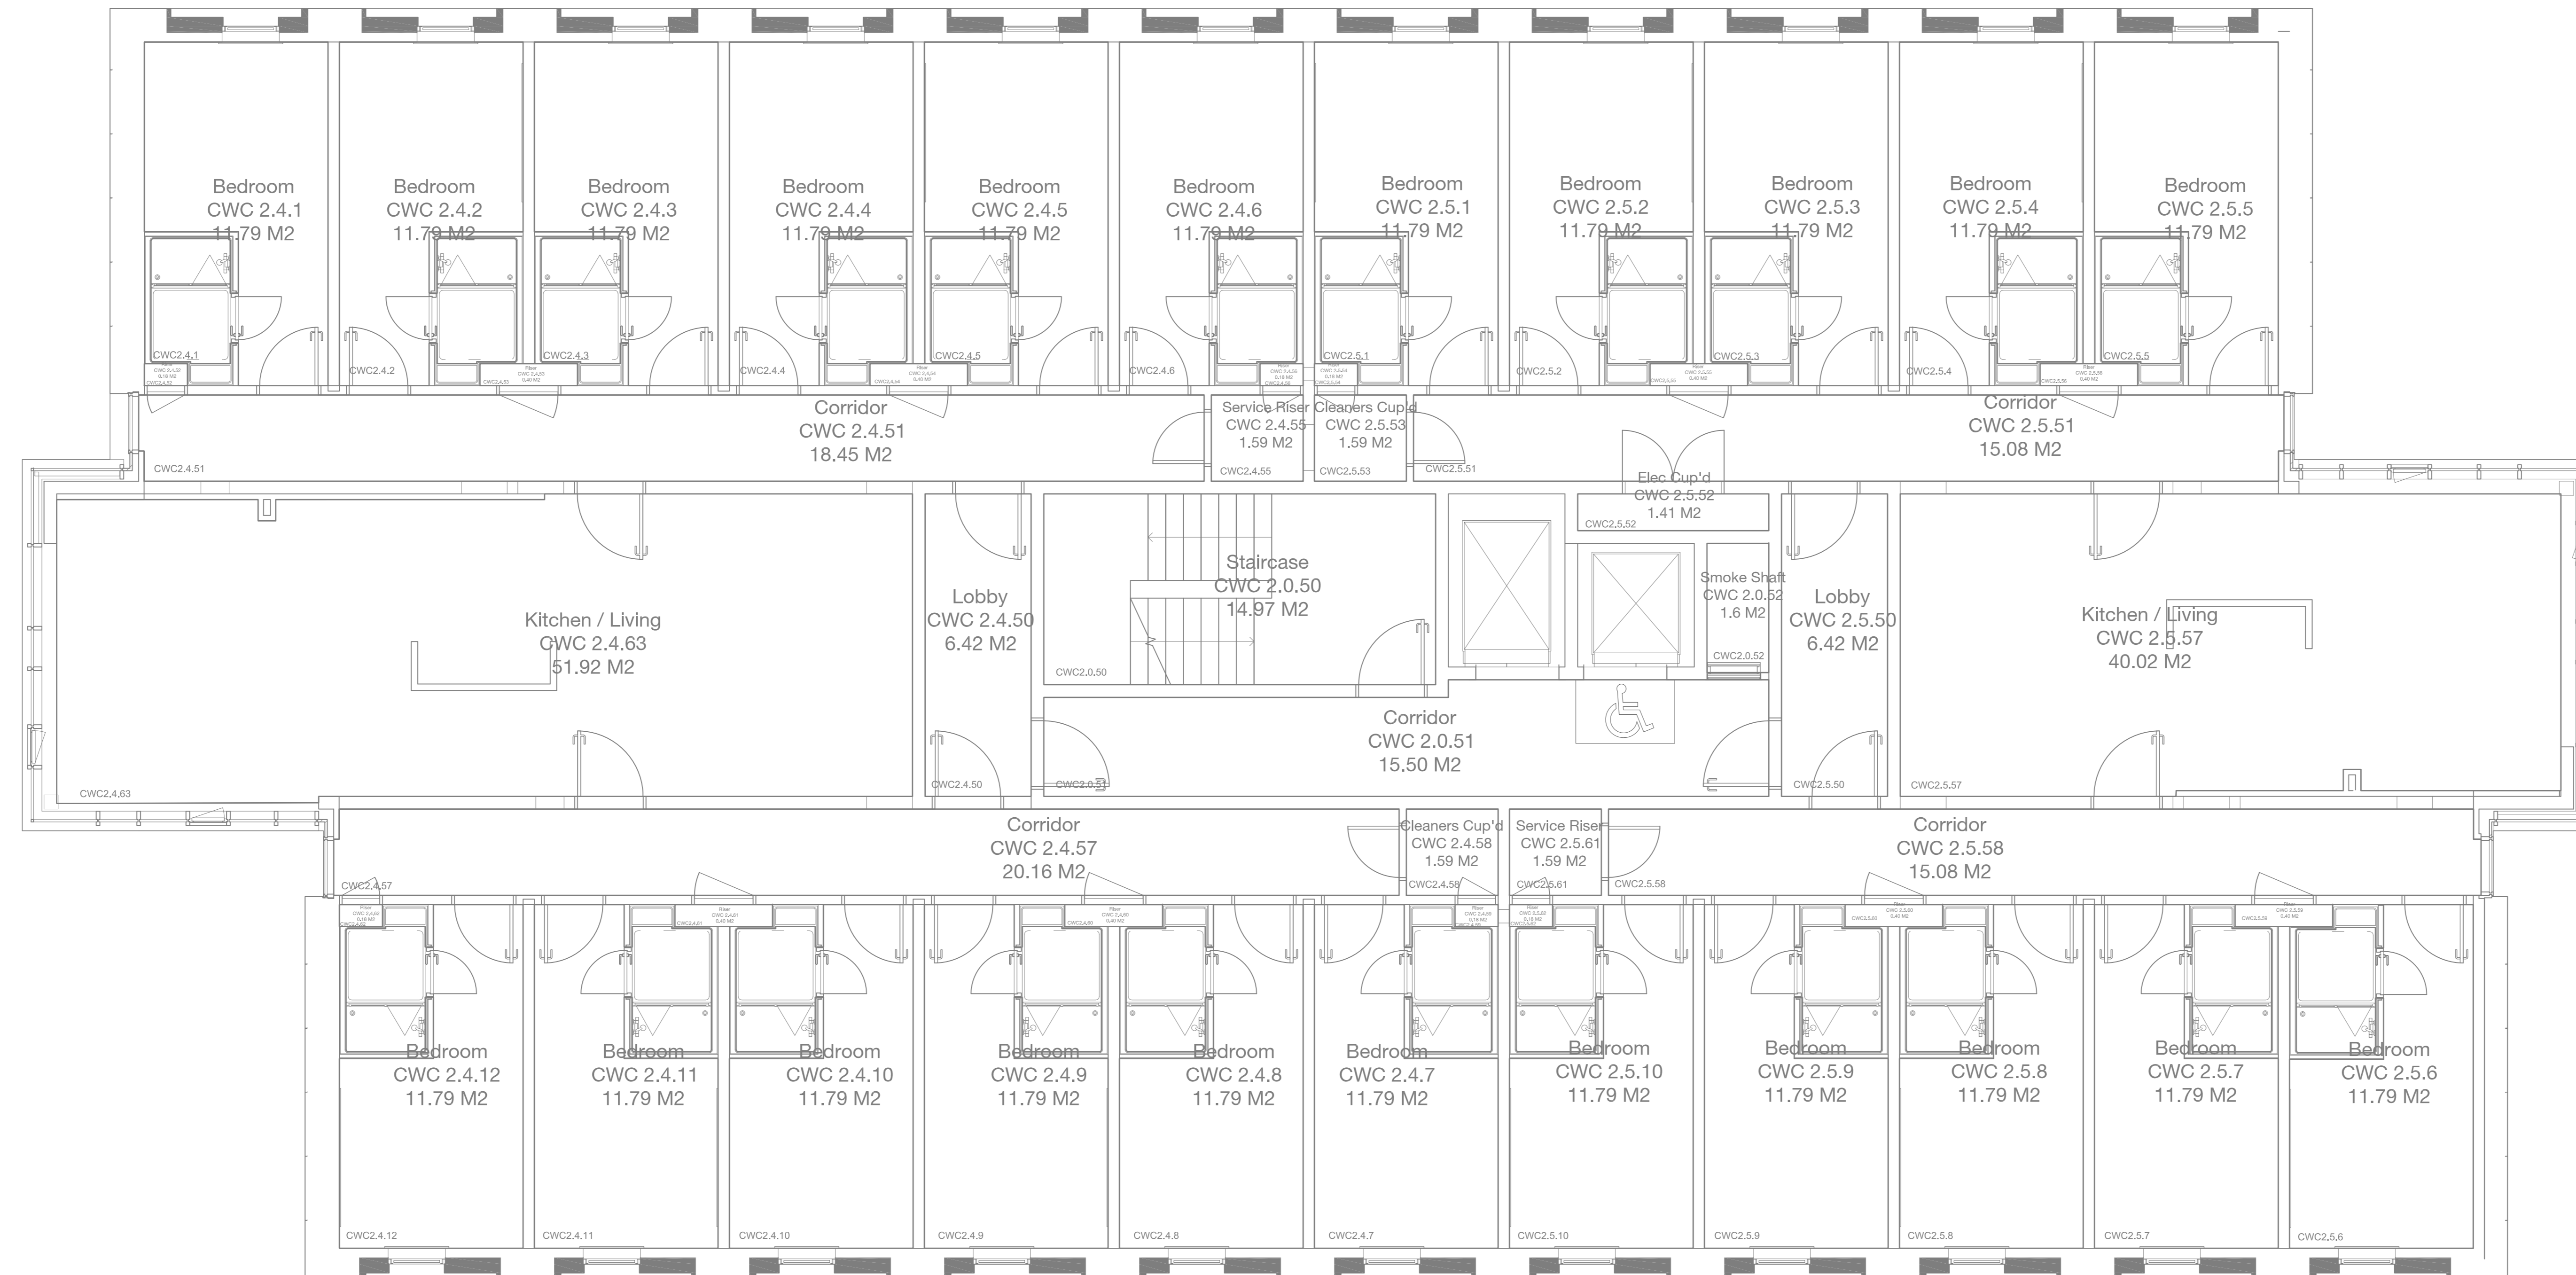 Bedroom
CWC 2.4.1
11.79 M2
Bedroom
CWC 2.4.2
11.79 M2
Bedroom
CWC 2.4.3
11.79 M2
Bedroom
CWC 2.4.4
11.79 M2
Bedroom
CWC 2.4.5
11.79 M2
Bedroom
CWC 2.4.6
11.79 M2
Bedroom
CWC 2.5.1
11.79 M2
Bedroom
CWC 2.5.2
11.79 M2
Bedroom
CWC 2.5.3
11.79 M2
Bedroom
CWC 2.5.4
11.79 M2
Bedroom
CWC 2.5.5
11.79 M2
CWC2.4.1
CWC2.4.2
CWC2.4.3
CWC2.4.4
CWC2.4.5
CWC2.4.6
CWC2.5.1
CWC2.5.2
CWC2.5.3
CWC2.5.4
CWC2.5.5
Corridor
CWC 2.4.51
18.45 M2
CWC2.4.51
Service Riser
CWC 2.4.55
1.59 M2
CWC2.4.55
Cleaners Cup'd
CWC 2.5.53
1.59 M2
CWC2.5.53
Corridor
CWC 2.5.51
15.08 M2
CWC2.5.51
Elec Cup'd
CWC 2.5.52
1.41 M2
CWC2.5.52
Kitchen / Living
CWC 2.4.63
51.92 M2
CWC2.4.63
Lobby
CWC 2.4.50
6.42 M2
CWC2.4.50
Staircase
CWC 2.0.50
14.97 M2
CWC2.0.50
Smoke Shaft
CWC 2.0.52
1.6 M2
CWC2.0.52
Lobby
CWC 2.5.50
6.42 M2
CWC2.5.50
Kitchen / Living
CWC 2.5.57
40.02 M2
CWC2.5.57
Corridor
CWC 2.0.51
15.50 M2
CWC2.0.51
Corridor
CWC 2.4.57
20.16 M2
CWC2.4.57
Cleaners Cup'd
CWC 2.4.58
1.59 M2
CWC2.4.58
Service Riser
CWC 2.5.61
1.59 M2
CWC2.5.61
Corridor
CWC 2.5.58
15.08 M2
CWC2.5.58
Bedroom
CWC 2.4.12
11.79 M2
Bedroom
CWC 2.4.11
11.79 M2
Bedroom
CWC 2.4.10
11.79 M2
Bedroom
CWC 2.4.9
11.79 M2
Bedroom
CWC 2.4.8
11.79 M2
Bedroom
CWC 2.4.7
11.79 M2
Bedroom
CWC 2.5.10
11.79 M2
Bedroom
CWC 2.5.9
11.79 M2
Bedroom
CWC 2.5.8
11.79 M2
Bedroom
CWC 2.5.7
11.79 M2
Bedroom
CWC 2.5.6
11.79 M2
CWC2.4.12
CWC2.4.11
CWC2.4.10
CWC2.4.9
CWC2.4.8
CWC2.4.7
CWC2.5.10
CWC2.5.9
CWC2.5.8
CWC2.5.7
CWC2.5.6